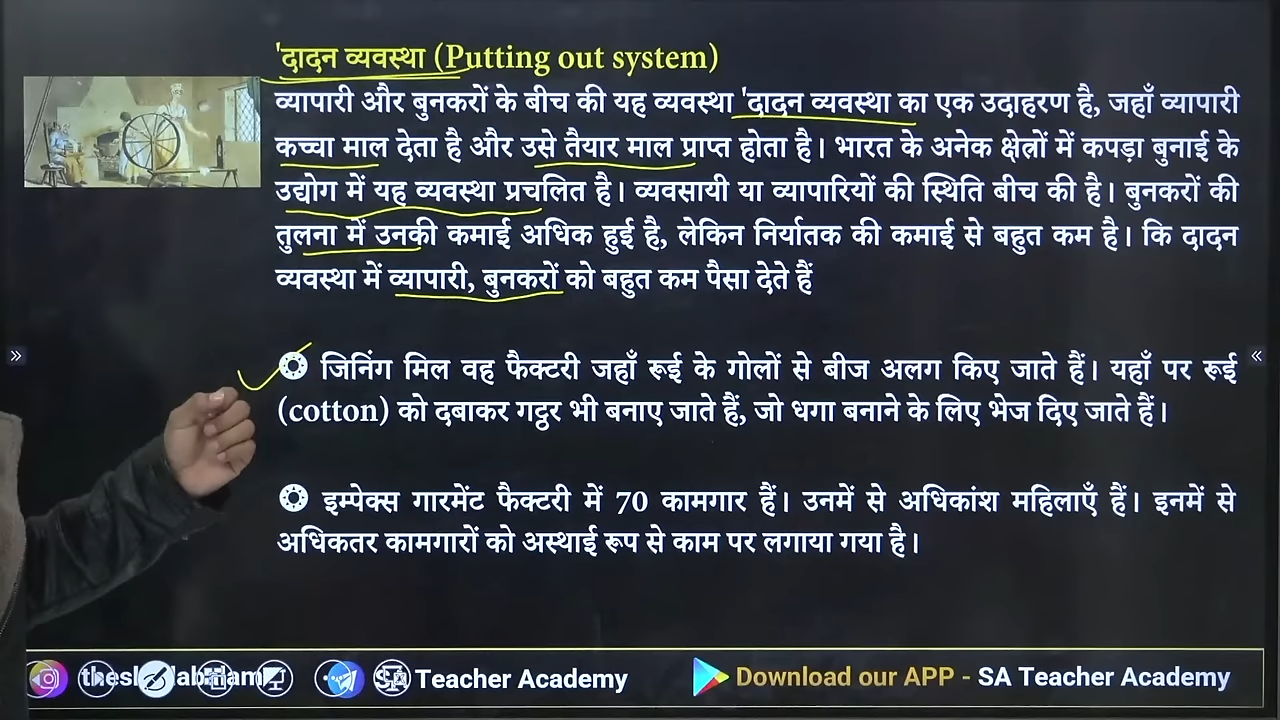 'दादन व्यवस्था (Putting out system)
व्यापारी और बुनकरों के बीच की यह व्यवस्था 'दादन व्यवस्था का एक उदाहरण है, जहाँ व्यापारी
कच्चा माल देता है और उसे तैयार माल प्राप्त होता है। भारत के अनेक क्षेत्रों में कपड़ा बुनाई के
उद्योग में यह व्यवस्था प्रचलित है। व्यवसायी या व्यापारियों की स्थिति बीच की है। बुनकरों की
तुलना में उनकी कमाई अधिक हुई है, लेकिन निर्यातक की कमाई से बहुत कम है। कि दादन
व्यवस्था में व्यापारी, बुनकरों को बहुत कम पैसा देते हैं
जिनिंग मिल वह फैक्टरी जहाँ रूई के गोलों से बीज अलग किए जाते हैं। यहाँ पर रूई
(cotton) को दबाकर गट्ठर भी बनाए जाते हैं, जो धगा बनाने के लिए भेज दिए जाते हैं।
इम्पेक्स गारमेंट फैक्टरी में 70 कामगार हैं। उनमें से अधिकांश महिलाएँ हैं। इनमें से
अधिकतर कामगारों को अस्थाई रूप से काम पर लगाया गया है।
Teacher Academy
Download our APP - SA Teacher Academy